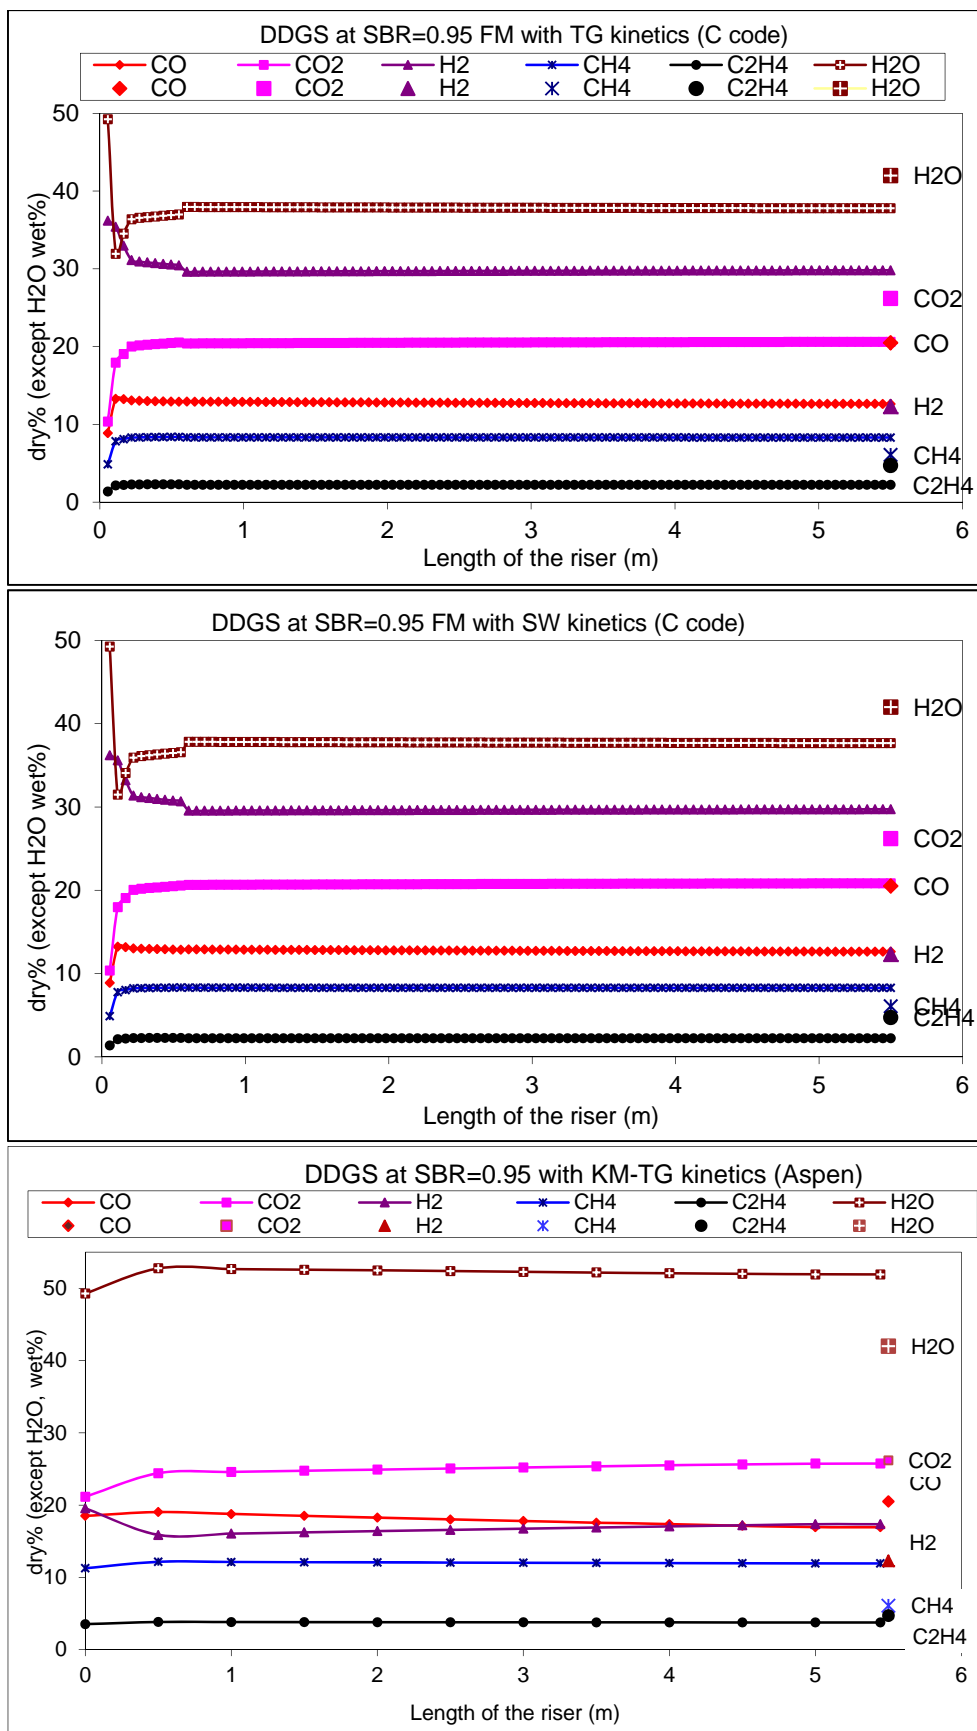 DDGS at SBR=0.95 FM with TG kinetics (C code)
CO CO2 H2 CH4 C2H4 H2O
CO CO2 H2 CH4 C2H4 H2O
50
40
30
20
10
0
dry% (except H2O wet%)
H2O
CO2
CO
H2
CH4
C2H4
0 1 2 3 4 5 6
Length of the riser (m)
DDGS at SBR=0.95 FM with SW kinetics (C code)
50
40
30
20
10
0
dry% (except H2O wet%)
H2O
CO2
CO
H2
CH4
C2H4
0 1 2 3 4 5 6
Length of the riser (m)
DDGS at SBR=0.95 with KM-TG kinetics (Aspen)
CO CO2 H2 CH4 C2H4 H2O
CO CO2 H2 CH4 C2H4 H2O
50
40
30
20
10
0
dry% (except H2O, wet%)
H2O
CO2
CO
H2
CH4
C2H4
0 1 2 3 4 5 6
Length of the riser (m)